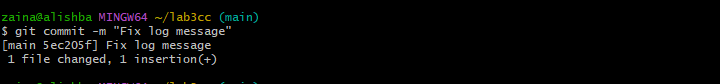 zaina@alishba MINGW64 ~/lab3cc (main)
$ git commit -m "Fix log message"
[main 5ec205f] Fix log message
 1 file changed, 1 insertion(+)